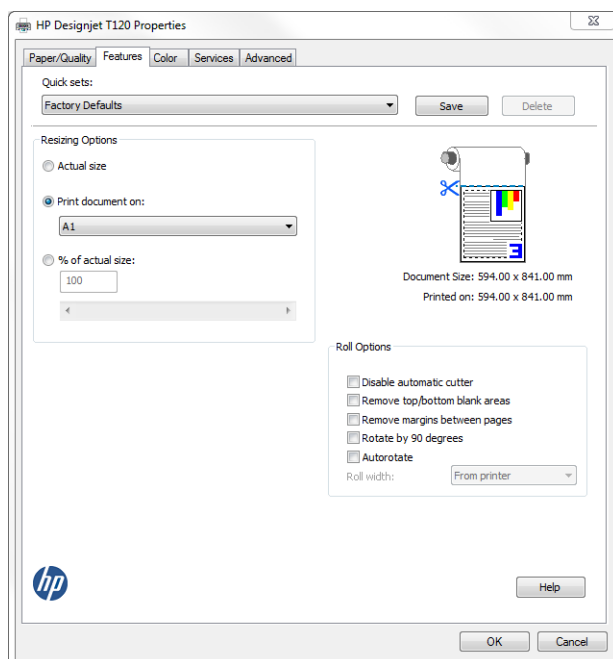 HP Designjet T120 Properties
Paper/Quality Features Color Services Advanced
Quick sets:
Factory Defaults Save Delete
Resizing Options
Actual size
Print document on:
A1
% of actual size:
100
Document Size: 594.00 x 841.00 mm
Printed on: 594.00 x 841.00 mm
Roll Options
Disable automatic cutter
Remove top/bottom blank areas
Remove margins between pages
Rotate by 90 degrees
Autorotate
Roll width: From printer
hp
Help
OK Cancel